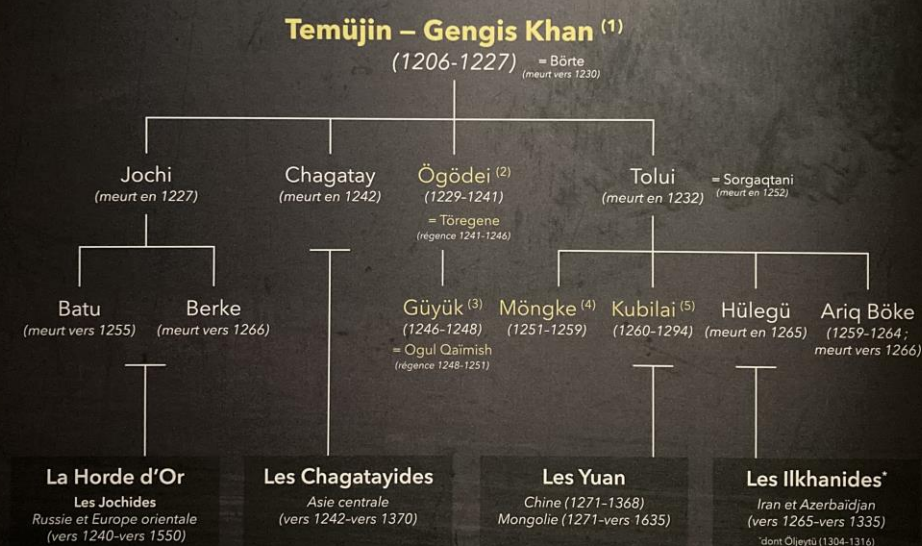 Temüjin – Gengis Khan (1)
(1206-1227)
= Börte
(meurt vers 1230)
Jochi
(meurt en 1227)
Chagatay
(meurt en 1242)
Ögödei (2)
(1229-1241)
= Töregene
(régence 1241-1246)
Tolui
(meurt en 1232)
= Sorgaqtani
(meurt en 1252)
Batu
(meurt vers 1255)
Berke
(meurt vers 1266)
Güyük (3)
(1246-1248)
= Ogul Qaïmish
(régence 1248-1251)
Möngke (4)
(1251-1259)
Kubilai (5)
(1260-1294)
Hülegü
(meurt en 1265)
Ariq Böke
(1259-1264 ;
meurt vers 1266)
La Horde d'Or
Les Jochides
Russie et Europe orientale
(vers 1240-vers 1550)
Les Chagatayides
Asie centrale
(vers 1242-vers 1370)
Les Yuan
Chine (1271-1368)
Mongolie (1271-vers 1635)
Les Ilkhanides*
Iran et Azerbaïdjan
(vers 1265-vers 1335)
*dont Öljeytü (1304-1316)